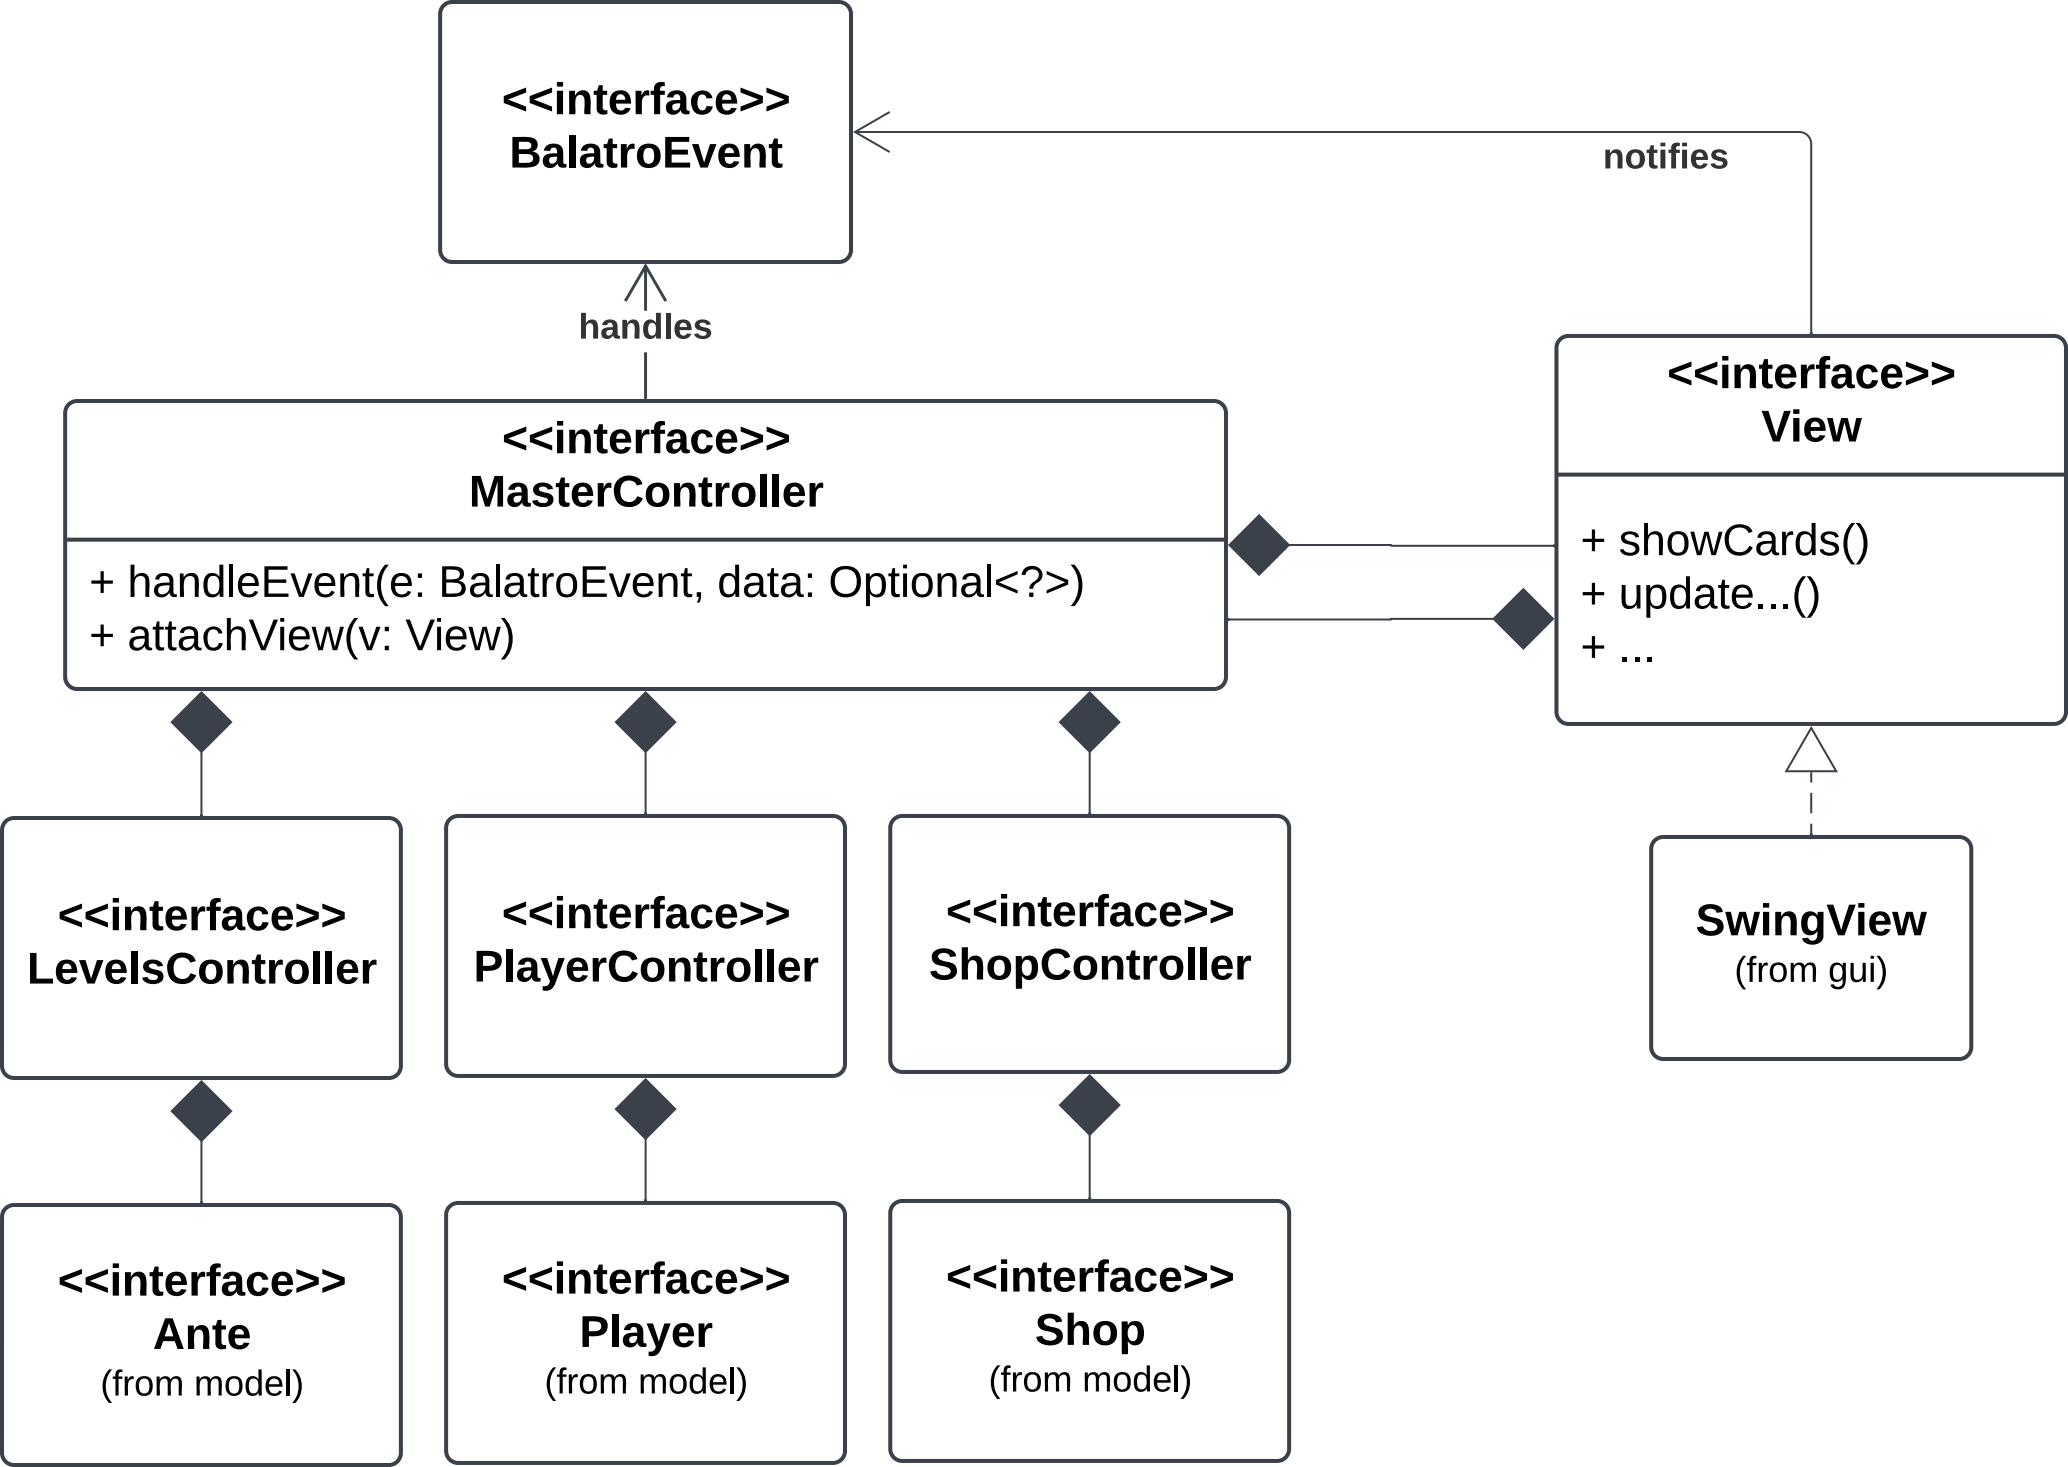 <<interface>>
BalatroEvent
notifies
handles
<<interface>>
MasterController
+ handleEvent(e: BalatroEvent, data: Optional<?>)
+ attachView(v: View)
<<interface>>
View
+ showCards()
+ update...()
+ ...
<<interface>>
LevelsController
<<interface>>
PlayerController
<<interface>>
ShopController
SwingView
(from gui)
<<interface>>
Ante
(from model)
<<interface>>
Player
(from model)
<<interface>>
Shop
(from model)